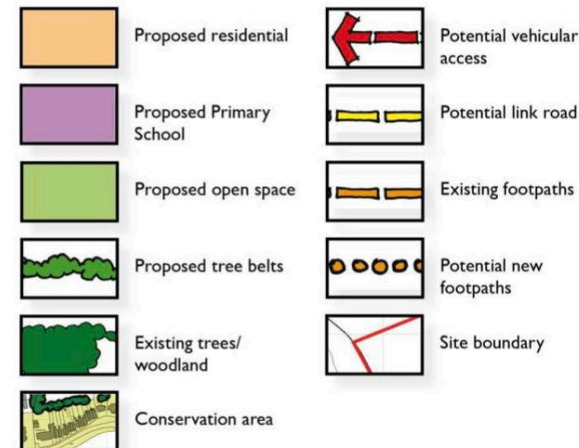 Proposed residential
Proposed Primary
School
Proposed open space
Proposed tree belts
Existing trees/
woodland
Conservation area
Potential vehicular
access
Potential link road
Existing footpaths
Potential new
footpaths
Site boundary